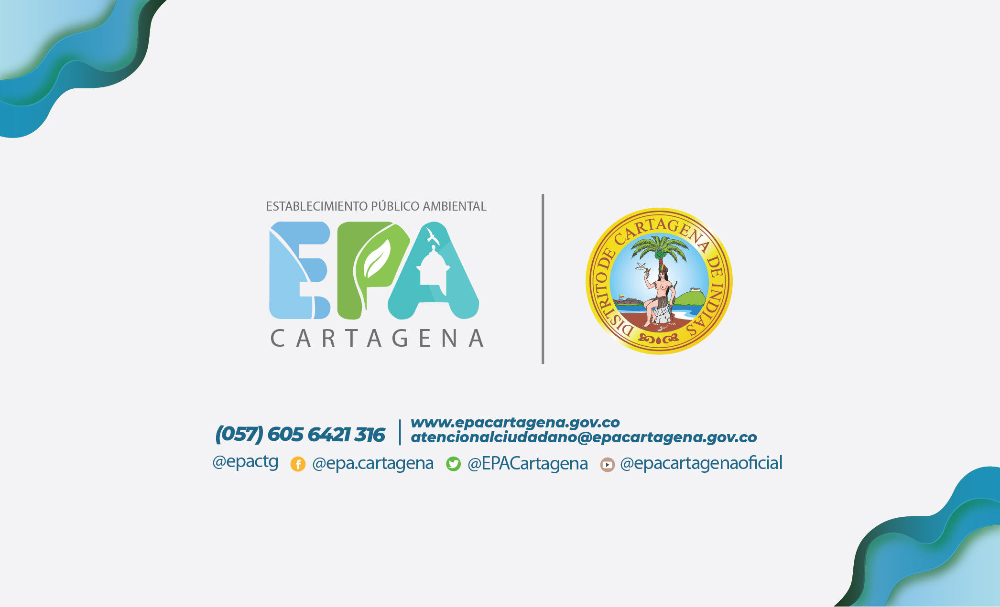 ESTABLECIMIENTO PÚBLICO AMBIENTAL
EPA
CARTAGENA
DISTRITO DE CARTAGENA DE INDIAS
(057) 605 6421 316
www.epacartagena.gov.co
atencionalciudadano@epacartagena.gov.co
@epactg @epa.cartagena @EPACartagena @epacartagenaoficial